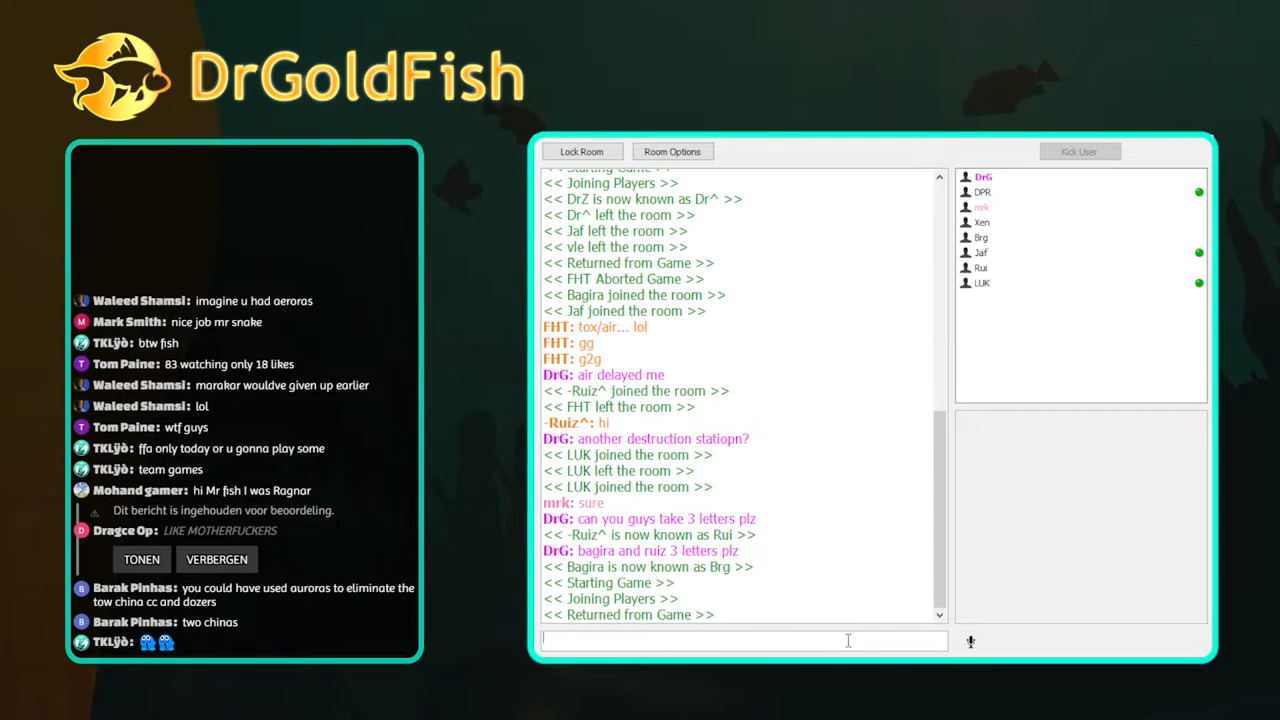 DrGoldFish
Waleed Shamsi: imagine u had aeroras
Mark Smith: nice job mr snake
TKLÿò: btw fish
Tom Paine: 83 watching only 18 likes
Waleed Shamsi: marakar wouldve given up earlier
Waleed Shamsi: lol
Tom Paine: wtf guys
TKLÿò: ffa only today or u gonna play some
TKLÿò: team games
Mohand gamer: hi Mr fish I was Ragnar
Dit bericht is ingehouden voor beoordeling.
Dragce Op: LIKE MOTHERFUCKERS
TONEN VERBERGEN
Barak Pinhas: you could have used auroras to eliminate the
tow china cc and dozers
Barak Pinhas: two chinas
TKLÿò:
Lock Room Room Options Kick User
<< Starting Game >>
<< Joining Players >>
<< DrZ is now known as Dr^ >>
<< Dr^ left the room >>
<< Jaf left the room >>
<< vle left the room >>
<< Returned from Game >>
<< FHT Aborted Game >>
<< Bagira joined the room >>
<< Jaf joined the room >>
FHT: tox/air... lol
FHT: gg
FHT: g2g
DrG: air delayed me
<< -Ruiz^ joined the room >>
<< FHT left the room >>
-Ruiz^: hi
DrG: another destruction statiopn?
<< LUK joined the room >>
<< LUK left the room >>
<< LUK joined the room >>
mrk: sure
DrG: can you guys take 3 letters plz
<< -Ruiz^ is now known as Rui >>
DrG: bagira and ruiz 3 letters plz
<< Bagira is now known as Brg >>
<< Starting Game >>
<< Joining Players >>
<< Returned from Game >>
DrG
DPR
mrk
Xen
Brg
Jaf
Rui
LUK